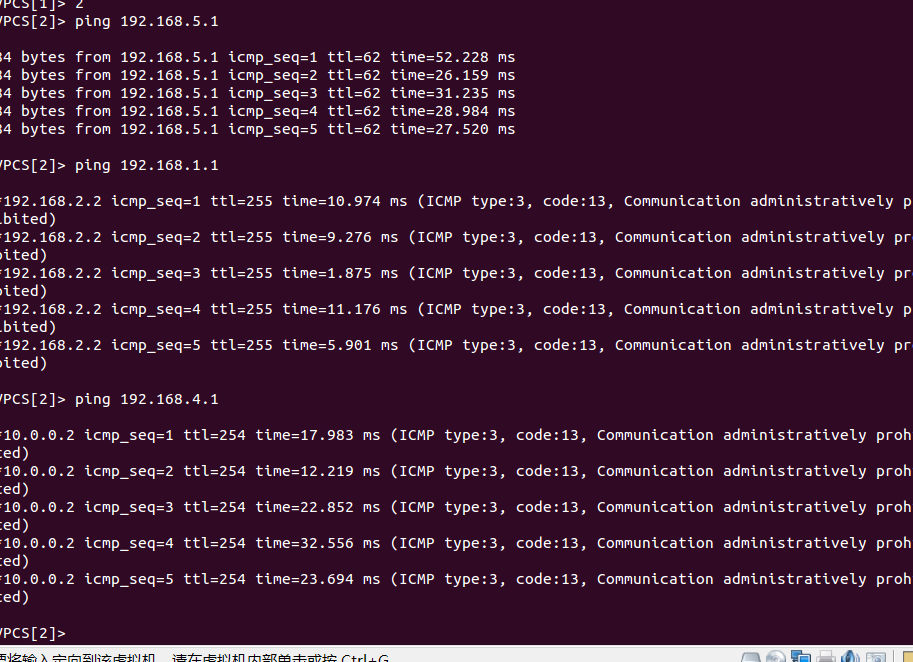 VPCS[1]> 2
VPCS[2]> ping 192.168.5.1
84 bytes from 192.168.5.1 icmp_seq=1 ttl=62 time=52.228 ms
84 bytes from 192.168.5.1 icmp_seq=2 ttl=62 time=26.159 ms
84 bytes from 192.168.5.1 icmp_seq=3 ttl=62 time=31.235 ms
84 bytes from 192.168.5.1 icmp_seq=4 ttl=62 time=28.984 ms
84 bytes from 192.168.5.1 icmp_seq=5 ttl=62 time=27.520 ms
VPCS[2]> ping 192.168.1.1
*192.168.2.2 icmp_seq=1 ttl=255 time=10.974 ms (ICMP type:3, code:13, Communication administratively p
ibited)
*192.168.2.2 icmp_seq=2 ttl=255 time=9.276 ms (ICMP type:3, code:13, Communication administratively pr
bited)
*192.168.2.2 icmp_seq=3 ttl=255 time=1.875 ms (ICMP type:3, code:13, Communication administratively pr
bited)
*192.168.2.2 icmp_seq=4 ttl=255 time=11.176 ms (ICMP type:3, code:13, Communication administratively p
ibited)
*192.168.2.2 icmp_seq=5 ttl=255 time=5.901 ms (ICMP type:3, code:13, Communication administratively pr
bited)
VPCS[2]> ping 192.168.4.1
*10.0.0.2 icmp_seq=1 ttl=254 time=17.983 ms (ICMP type:3, code:13, Communication administratively proh
ted)
*10.0.0.2 icmp_seq=2 ttl=254 time=12.219 ms (ICMP type:3, code:13, Communication administratively proh
ted)
*10.0.0.2 icmp_seq=3 ttl=254 time=22.852 ms (ICMP type:3, code:13, Communication administratively proh
ted)
*10.0.0.2 icmp_seq=4 ttl=254 time=32.556 ms (ICMP type:3, code:13, Communication administratively proh
ted)
*10.0.0.2 icmp_seq=5 ttl=254 time=23.694 ms (ICMP type:3, code:13, Communication administratively proh
ted)
VPCS[2]>
要将输入定向到该虚拟机，请在虚拟机内部单击或按 Ctrl+G